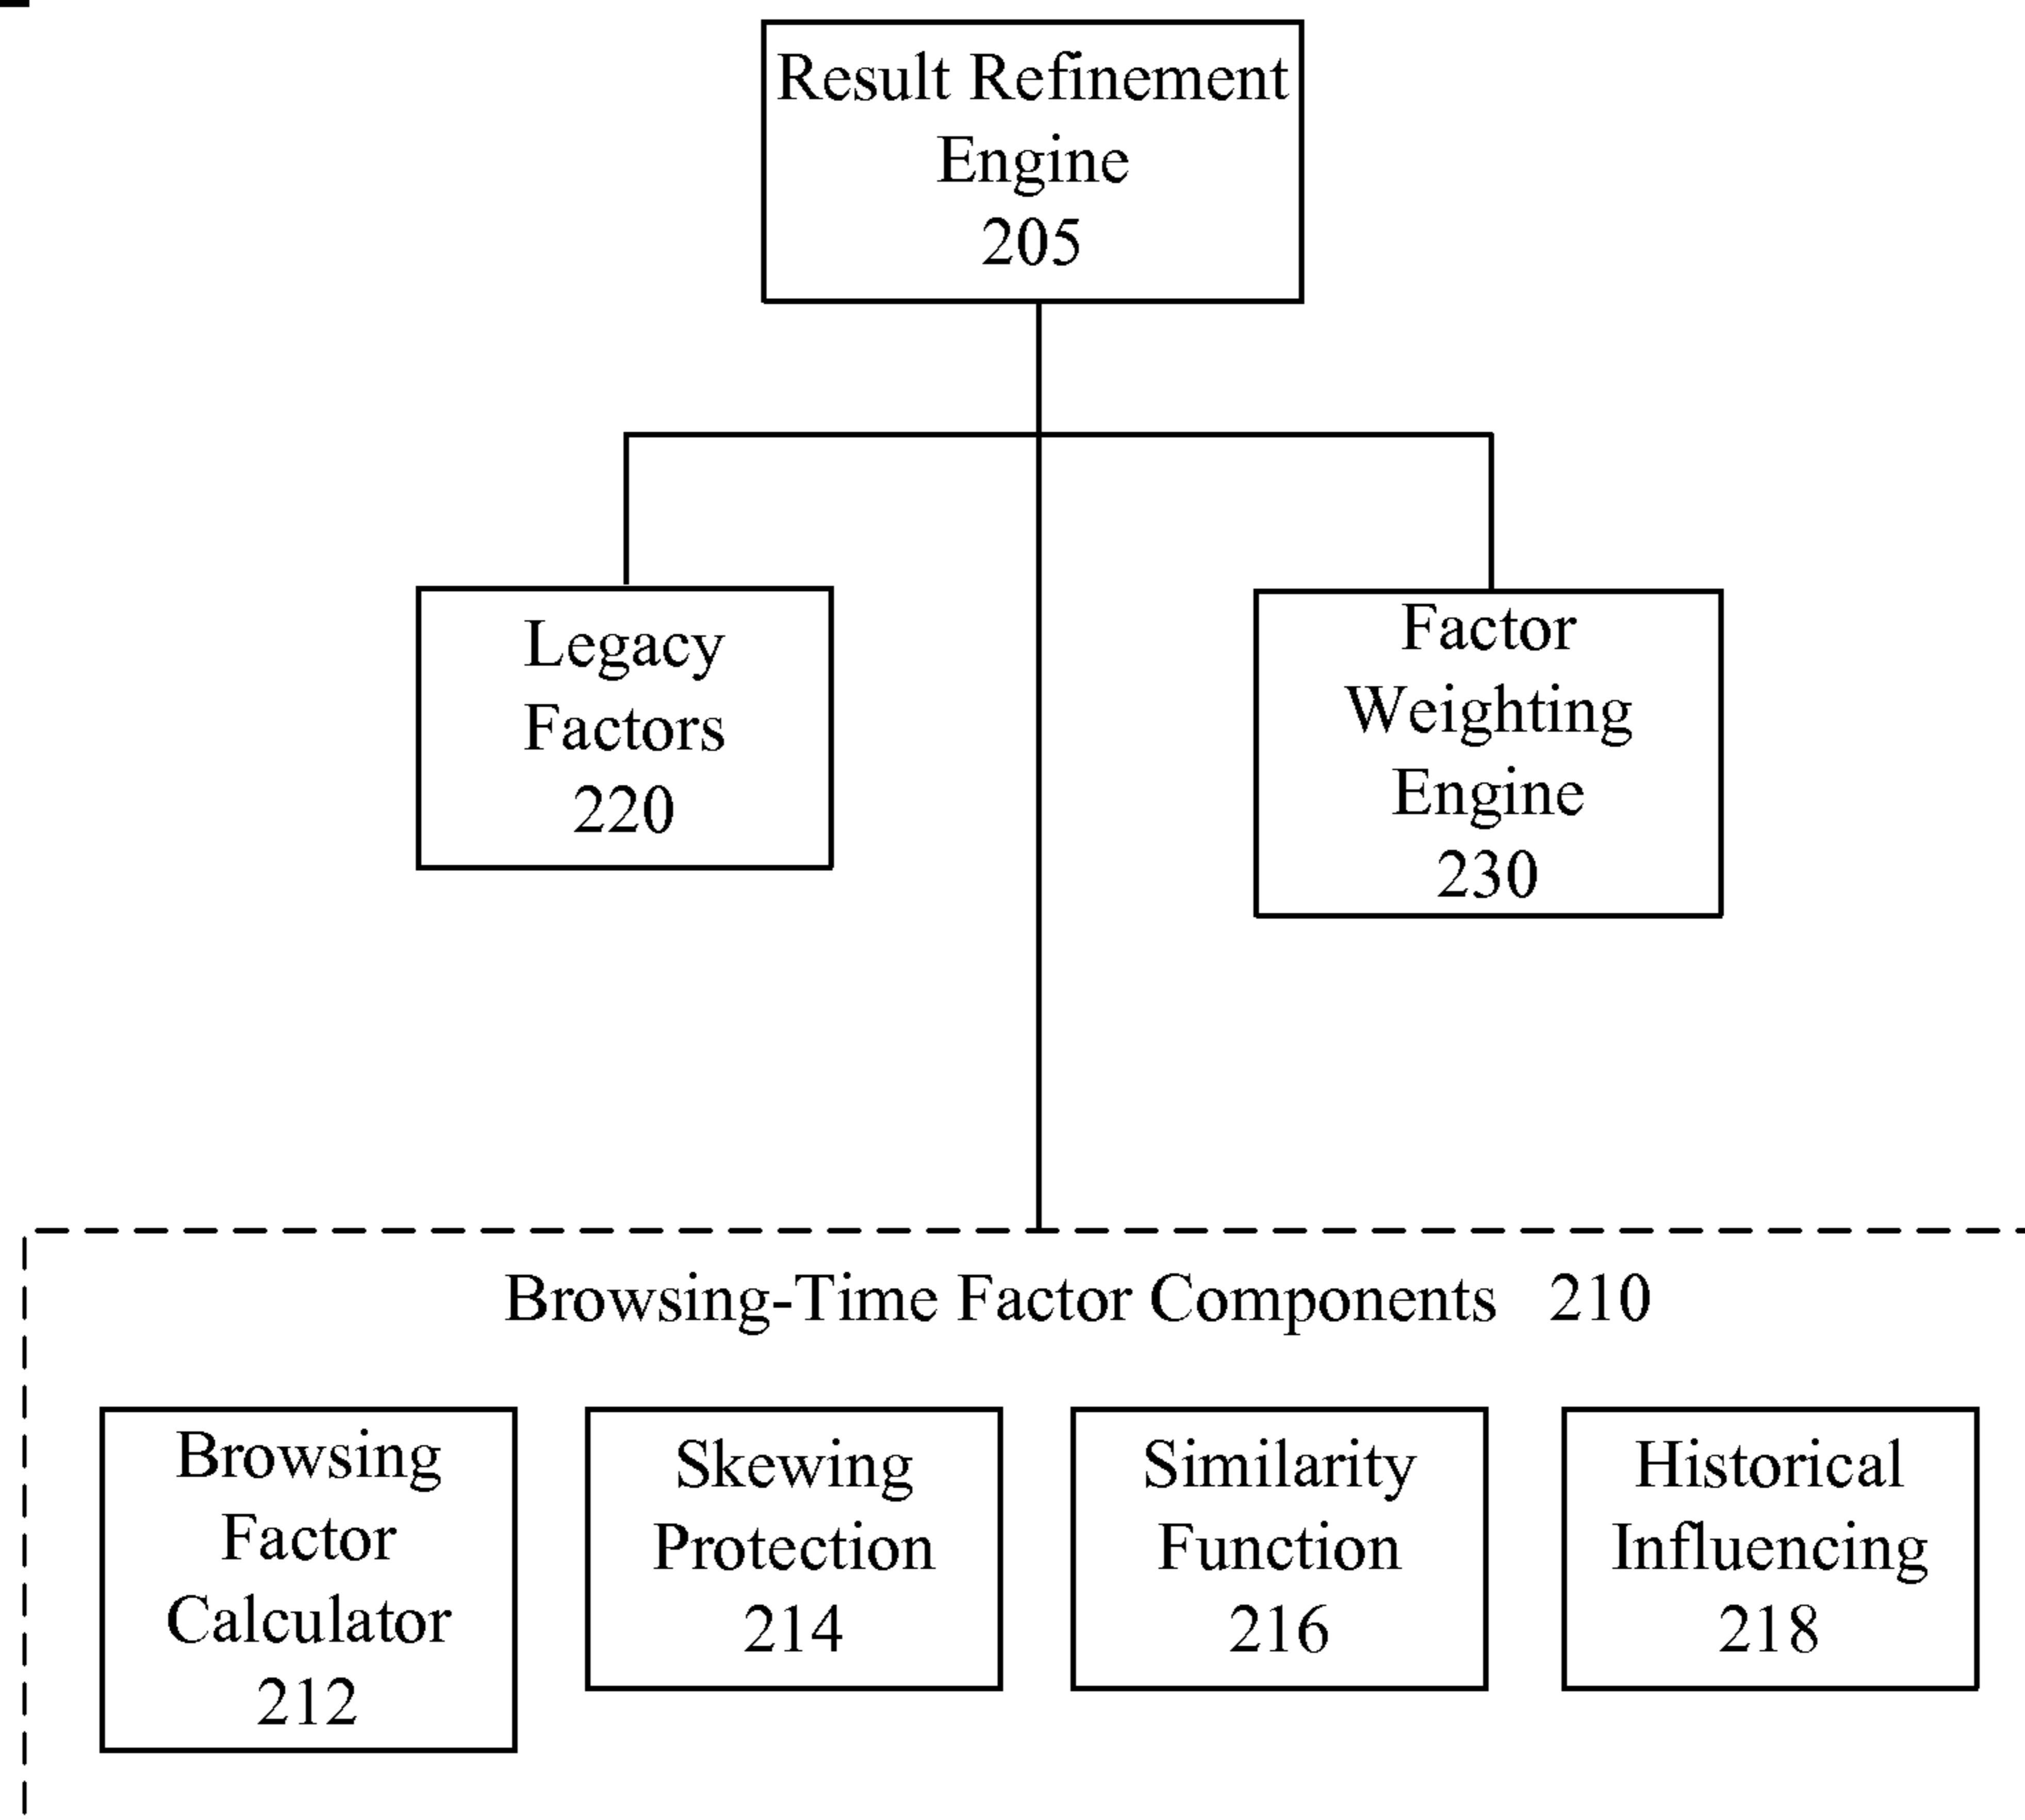 Result Refinement
Engine
205
Legacy
Factors
220
Factor
Weighting
Engine
230
Browsing-Time Factor Components 210
Browsing
Factor
Calculator
212
Skewing
Protection
214
Similarity
Function
216
Historical
Influencing
218